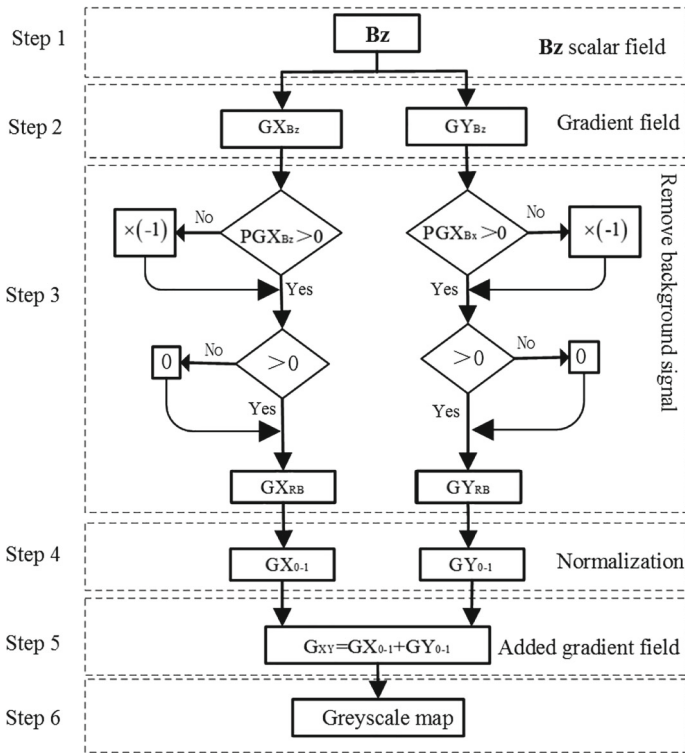 Step 1
Bz
Bz scalar field
Step 2
GXBz
GYBz
Gradient field
Step 3
Remove background signal
×(-1)
No
PGXBz>0
PGXBx>0
No
×(-1)
Yes
Yes
0
No
>0
>0
No
0
Yes
Yes
GXRB
GYRB
Step 4
GX0-1
GY0-1
Normalization
Step 5
GXY=GX0-1+GY0-1
Added gradient field
Step 6
Greyscale map